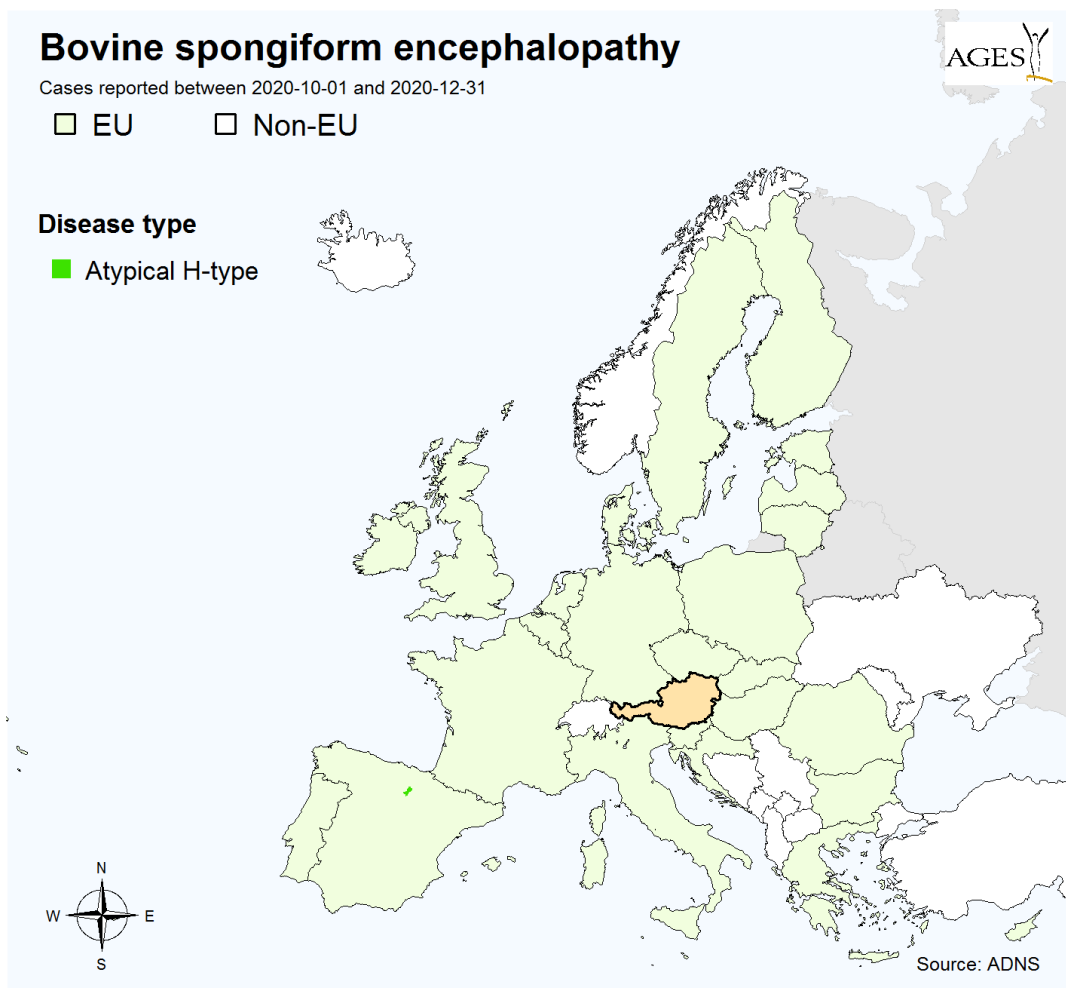 Bovine spongiform encephalopathy
AGES
Cases reported between 2020-10-01 and 2020-12-31
EU
Non-EU
Disease type
Atypical H-type
N
W
E
S
Source: ADNS